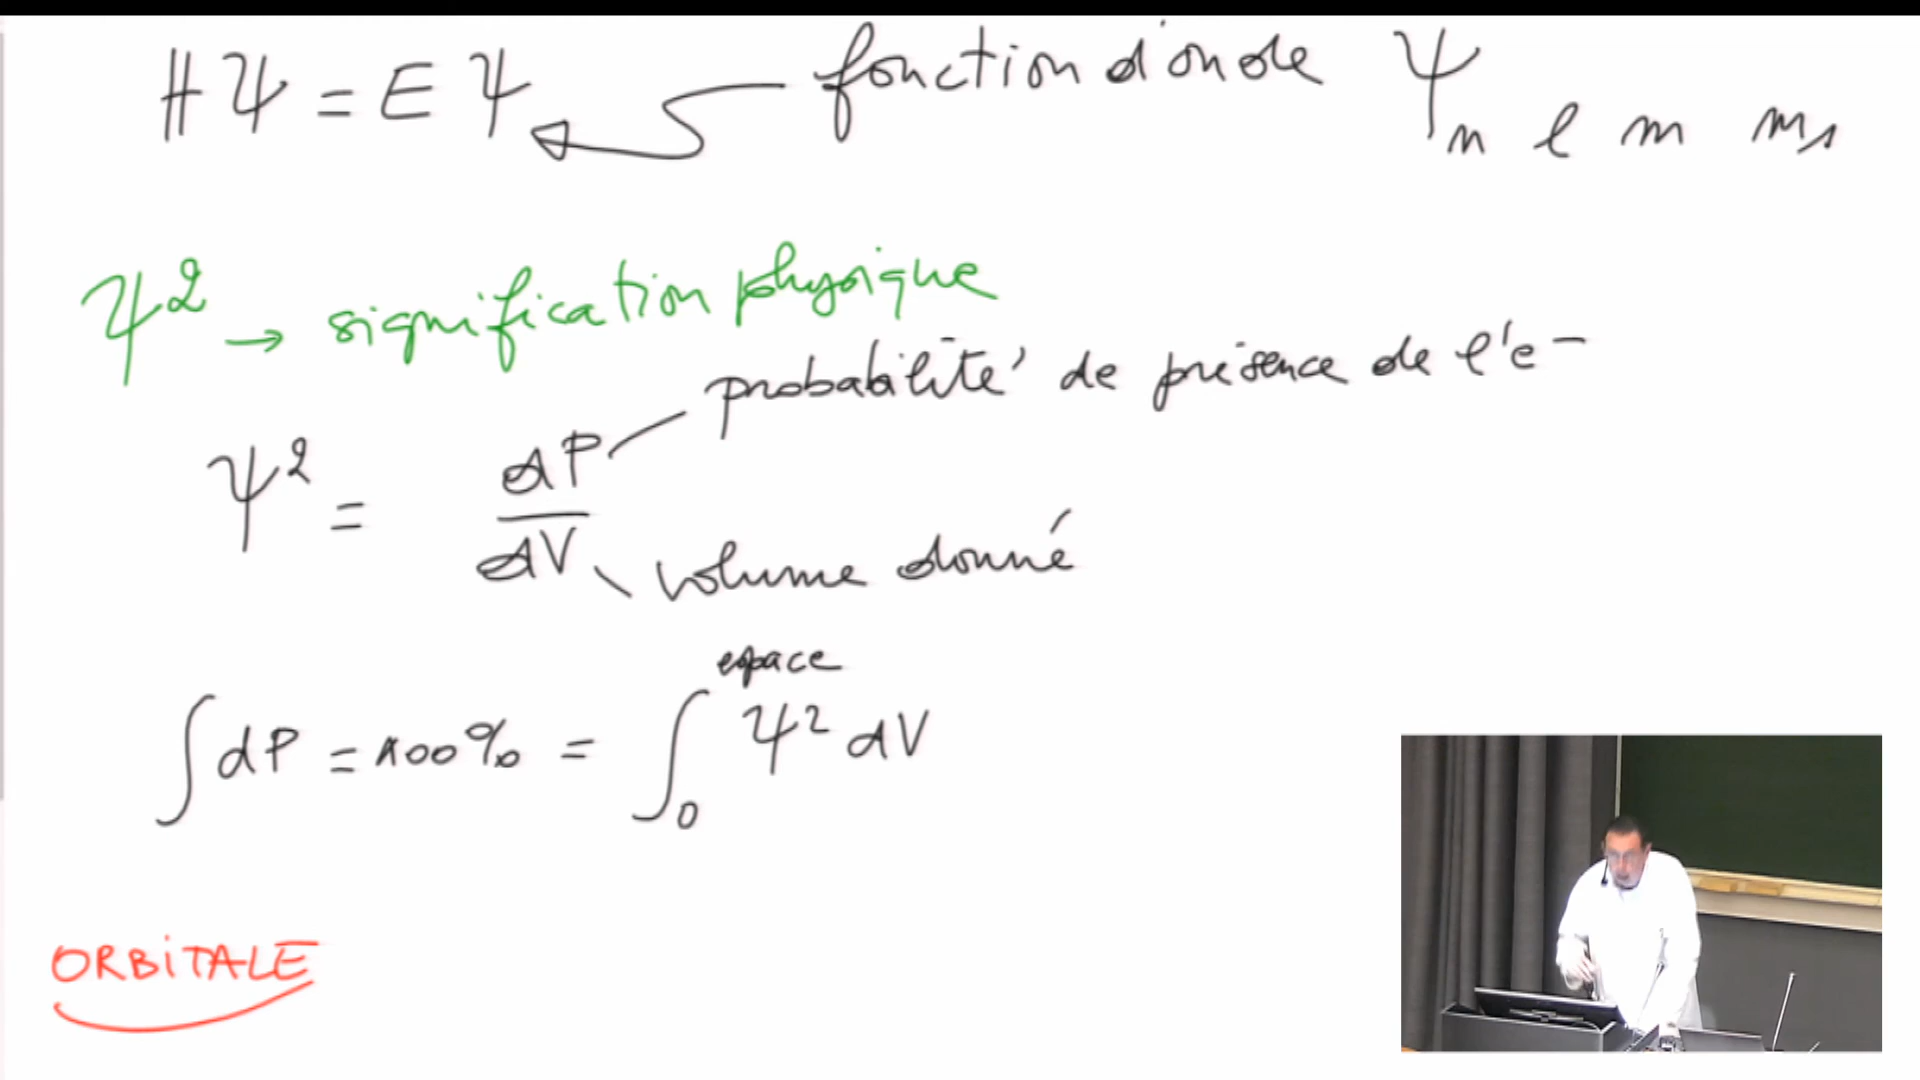 HΨ = EΨ fonction d'onde Ψ n l m ms
Ψ² → signification physique
probabilité de présence de l'e⁻
Ψ² = dP/dV
volume donné
espace
∫dP = 100% = ∫₀ Ψ² dV
ORBITALE